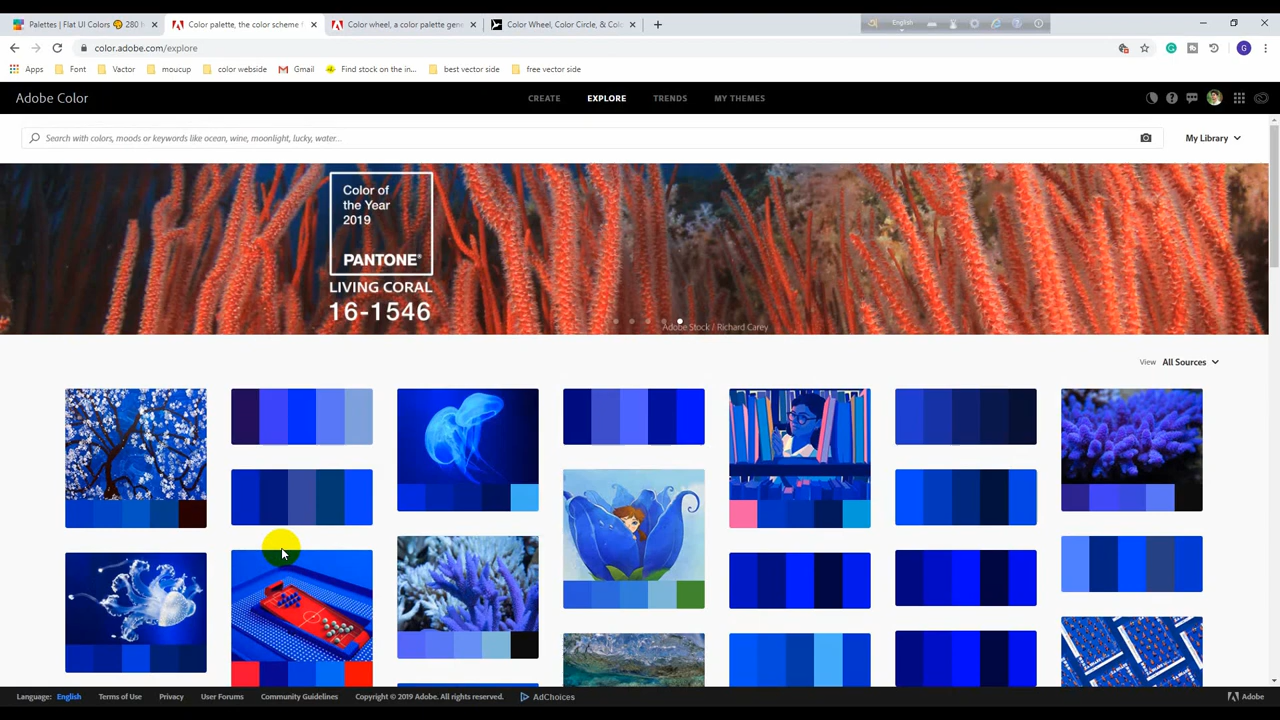 Palettes | Flat UI Colors 🎨 280 h
Color palette, the color scheme f
Color wheel, a color palette gene
Color Wheel, Color Circle, & Colo
English
color.adobe.com/explore
G
Apps
Font
Vactor
moucup
color webside
Gmail
Find stock on the in...
best vector side
free vector side
Adobe Color
CREATE
EXPLORE
TRENDS
MY THEMES
Search with colors, moods or keywords like ocean, wine, moonlight, lucky, water...
My Library
Color of
the Year
2019
PANTONE®
LIVING CORAL
16-1546
Adobe Stock / Richard Carey
View All Sources
Language: English
Terms of Use
Privacy
User Forums
Community Guidelines
Copyright © 2019 Adobe. All rights reserved.
AdChoices
Adobe